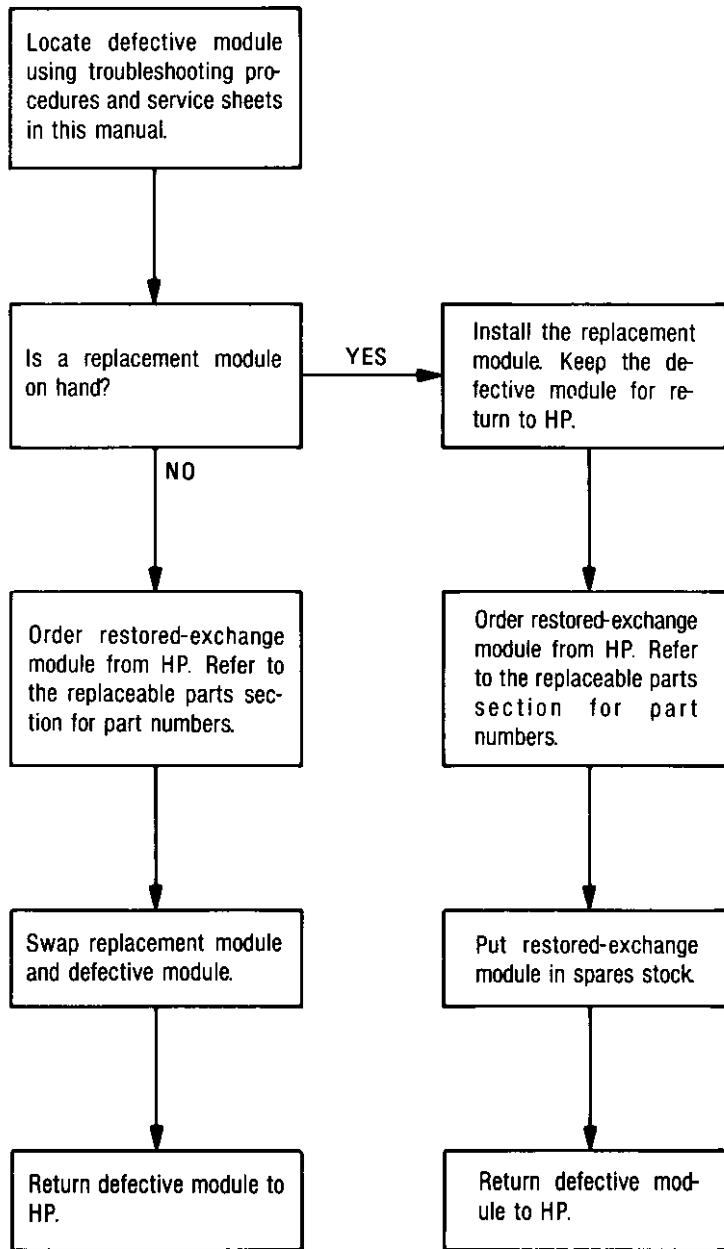 Locate defective module
using troubleshooting pro-
cedures and service sheets
in this manual.
Is a replacement module
on hand?
YES
Install the replacement
module. Keep the de-
fective module for re-
turn to HP.
NO
Order restored-exchange
module from HP. Refer to
the replaceable parts sec-
tion for part numbers.
Order restored-exchange
module from HP. Refer
to the replaceable parts
section for part
numbers.
Swap replacement module
and defective module.
Put restored-exchange
module in spares stock.
Return defective module to
HP.
Return defective mod-
ule to HP.